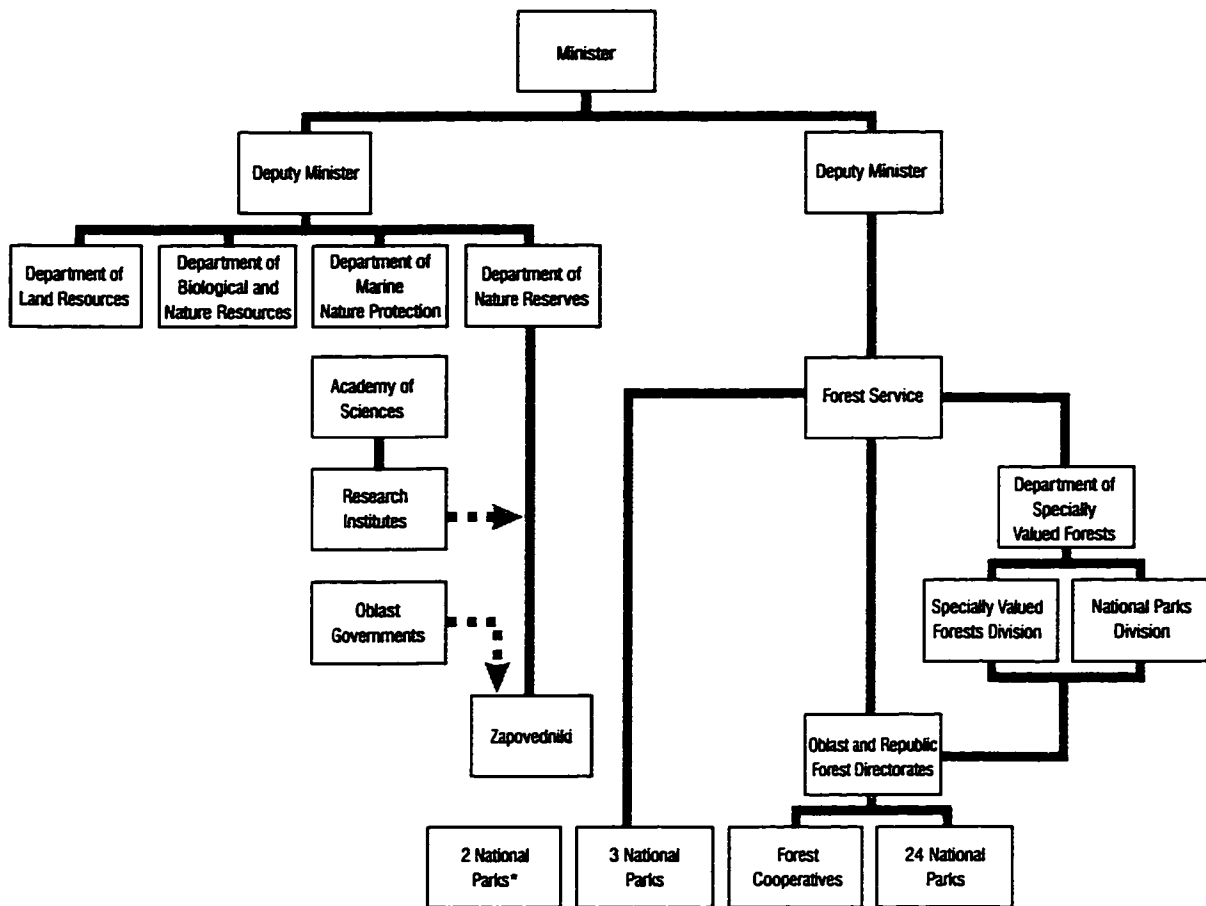 Minister
Deputy Minister
Deputy Minister
Department of
Land Resources
Department of
Biological and
Nature Resources
Department of
Marine
Nature Protection
Department of
Nature Reserves
Academy of
Sciences
Forest Service
Research
Institutes
Department of
Specially
Valued Forests
Oblast
Governments
Specially Valued
Forests Division
National Parks
Division
Zapovedniki
Oblast and Republic
Forest Directorates
2 National
Parks*
3 National
Parks
Forest
Cooperatives
24 National
Parks